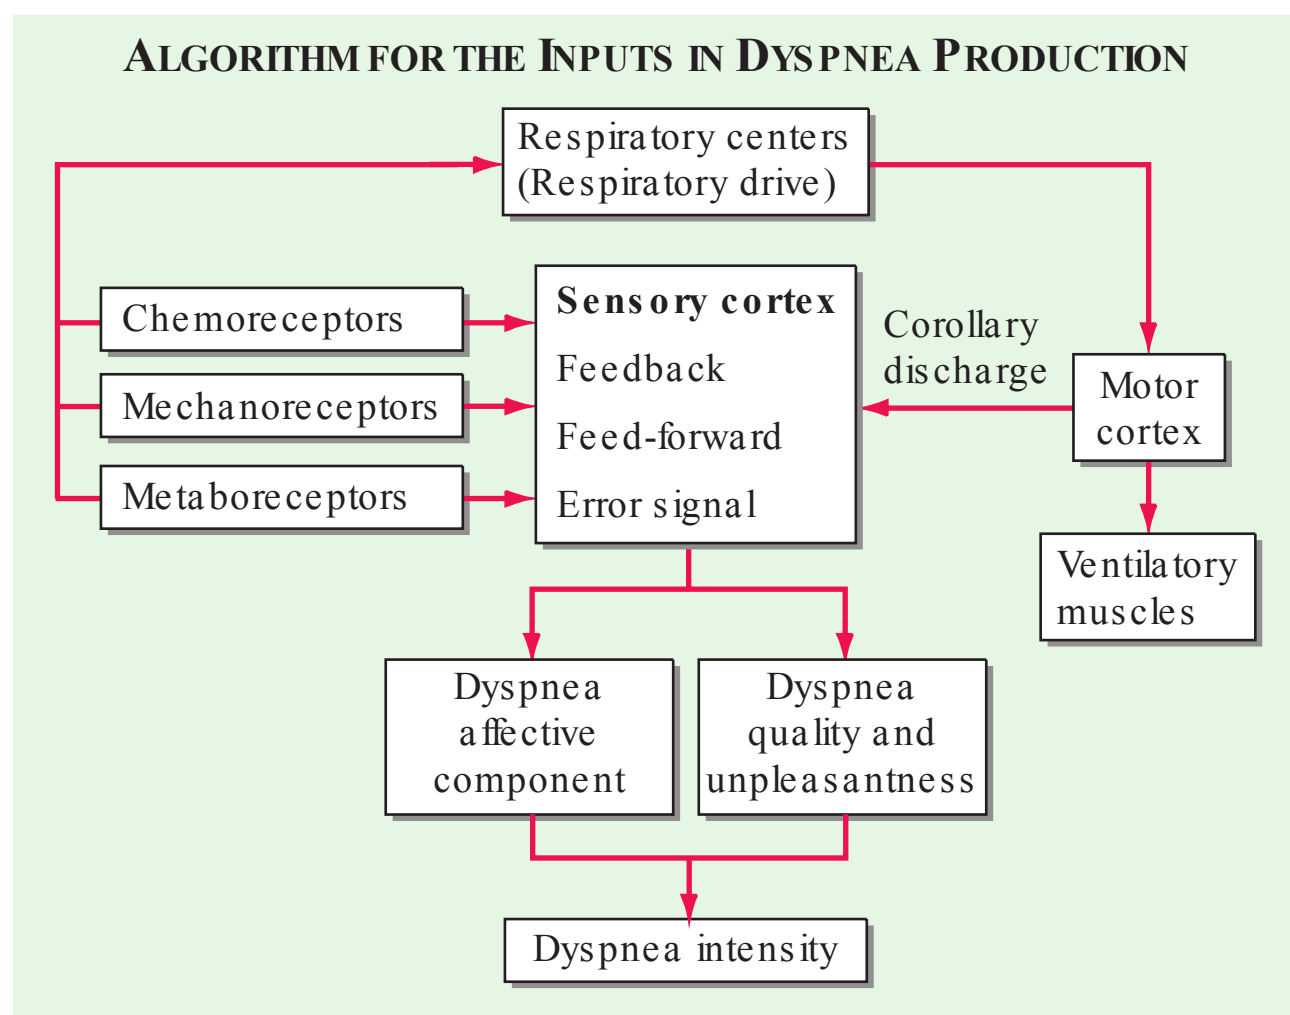 ALGORITHM FOR THE INPUTS IN DYSPNEA PRODUCTION
Respiratory centers
(Respiratory drive)
Chemoreceptors
Mechanoreceptors
Metaboreceptors
Sensory cortex
Feedback
Feed-forward
Error signal
Corollary
discharge
Motor
cortex
Ventilatory
muscles
Dyspnea
affective
component
Dyspnea
quality and
unpleasantness
Dyspnea intensity